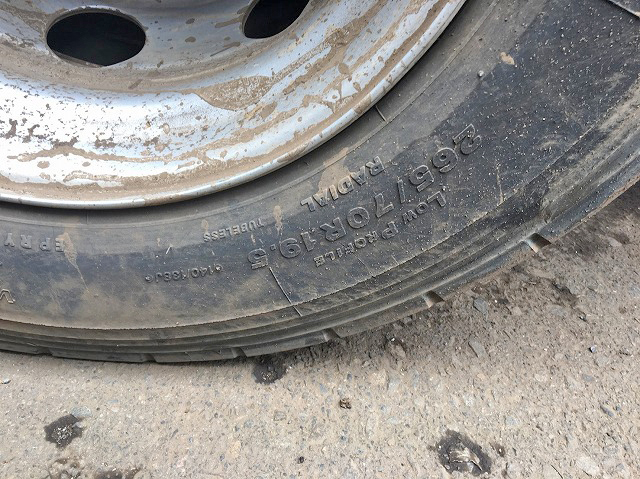 265/70R19.5
RADIAL
LOW PROFILE
TUBELESS
140/138J